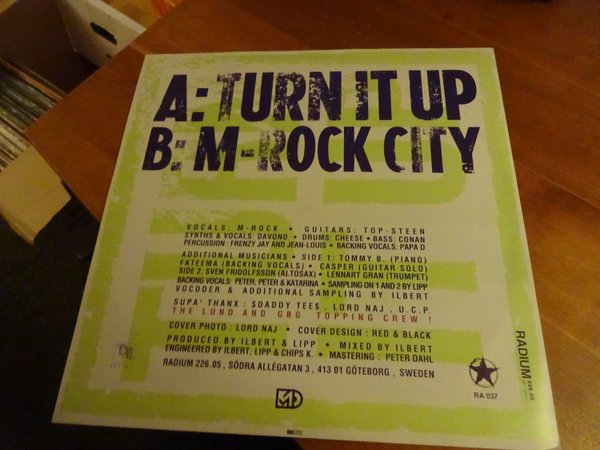 A: TURN IT UP
B: M-ROCK CITY
VOCALS: M-ROCK • GUITARS: TOP-STEEN
SYNTHS & VOCALS: DAVONO • DRUMS: CHEESE • BASS: CONAN
PERCUSSION : FRENZY JAY AND JEAN-LOUIS • BACKING VOCALS: PAPA D
ADDITIONAL MUSICIANS • SIDE 1: TOMMY B. (PIANO)
FATEEMA (BACKING VOCALS) • CASPER (GUITAR SOLO)
SIDE 2: SVEN FRIDOLFSSON (ALTOSAX) • LENNART GRAN (TRUMPET)
BACKING VOCALS: PETER, PETER & KATARINA • SAMPLING ON 1 AND 2 BY LIPP
VOCODER & ADDITIONAL SAMPLING BY ILBERT
SUPA' THANX : $DADDY TEE$ , LORD NAJ , U.C.P.
THE LUND AND GBG TOPPING CREW !
COVER PHOTO : LORD NAJ • COVER DESIGN : RED & BLACK
PRODUCED BY ILBERT & LIPP • MIXED BY ILBERT
ENGINEERED BY ILBERT, LIPP & CHIPS K. • MASTERING : PETER DAHL
RADIUM 226.05 , SÖDRA ALLÉGATAN 3 , 413 01 GÖTEBORG , SWEDEN
RA 037
RADIUM 226.05